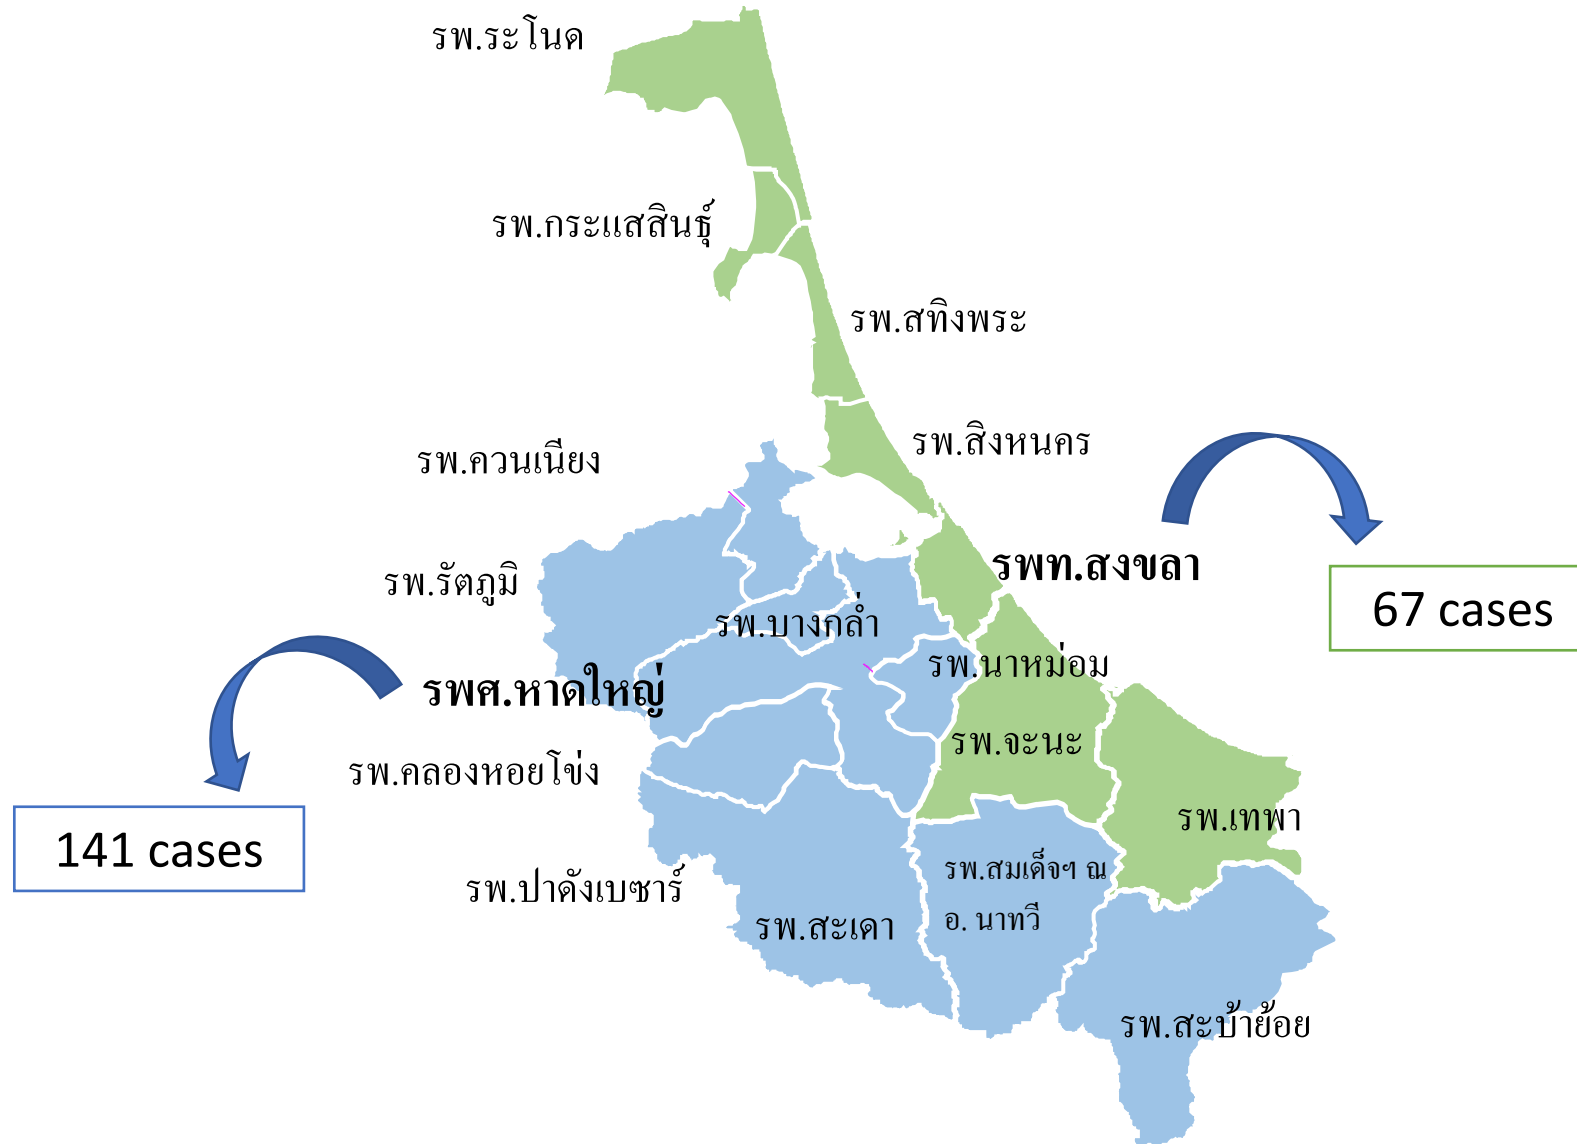 รพ.ระโนด
รพ.กระแสสินธุ์
รพ.สทิงพระ
รพ.สิงหนคร
รพ.ควนเนียง
รพท.สงขลา
รพ.รัตภูมิ
67 cases
รพ.บางกล่ำ
รพ.นาหม่อม
รพศ.หาดใหญ่
รพ.จะนะ
รพ.คลองหอยโข่ง
รพ.เทพา
141 cases
รพ.สมเด็จฯ ณ
อ. นาทวี
รพ.ปาดังเบซาร์
รพ.สะเดา
รพ.สะบ้าย้อย